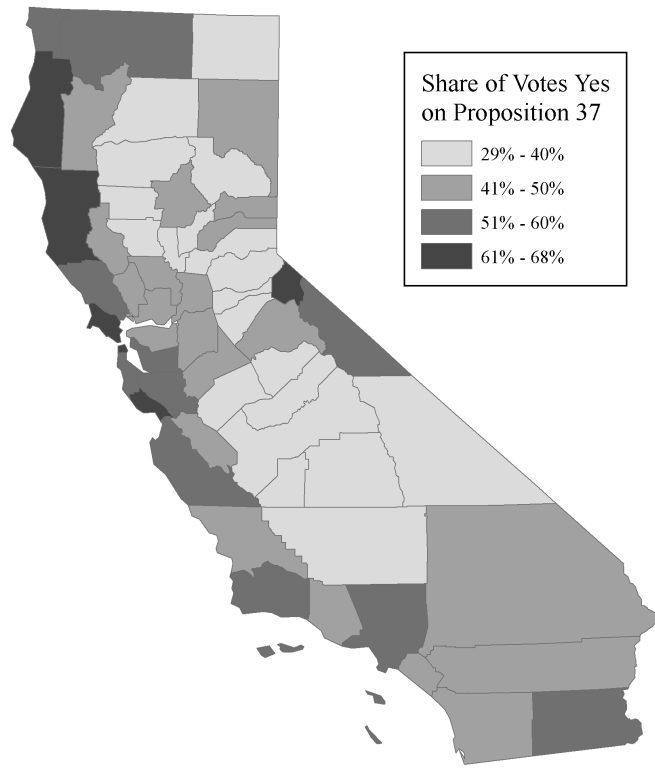 Share of Votes Yes
on Proposition 37
29% - 40%
41% - 50%
51% - 60%
61% - 68%